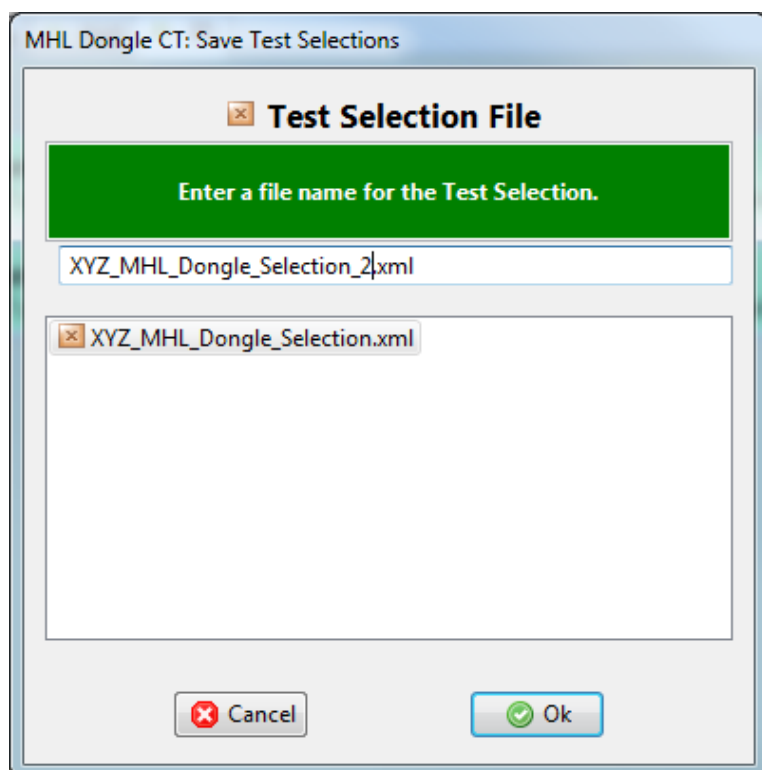 MHL Dongle CT: Save Test Selections
Test Selection File
Enter a file name for the Test Selection.
XYZ_MHL_Dongle_Selection_2.xml
XYZ_MHL_Dongle_Selection.xml
Cancel
Ok